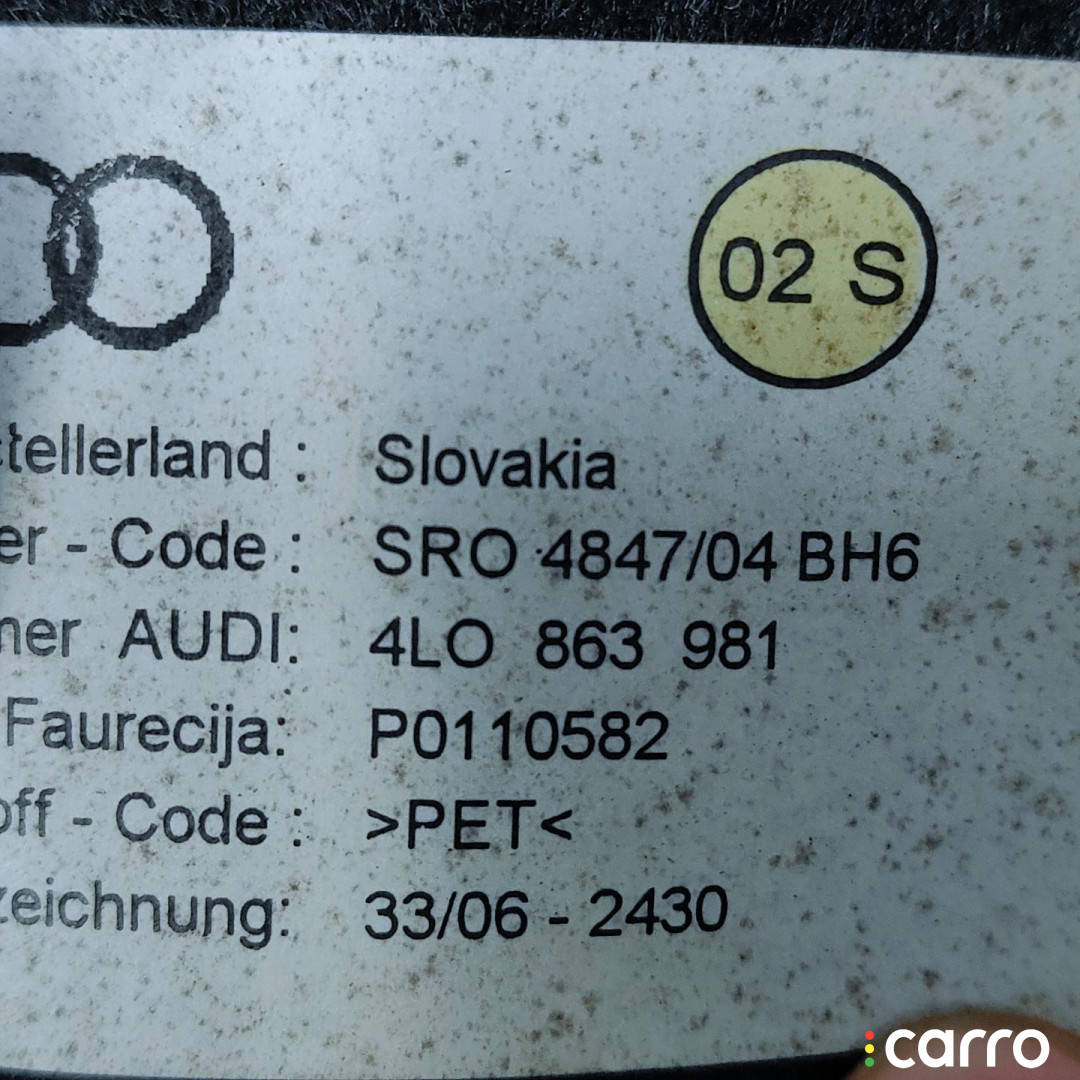 02 S
tellerland : Slovakia
er - Code : SRO 4847/04 BH6
mer AUDI: 4LO 863 981
Faurecija: P0110582
off - Code : >PET<
zeichnung: 33/06 - 2430
carro